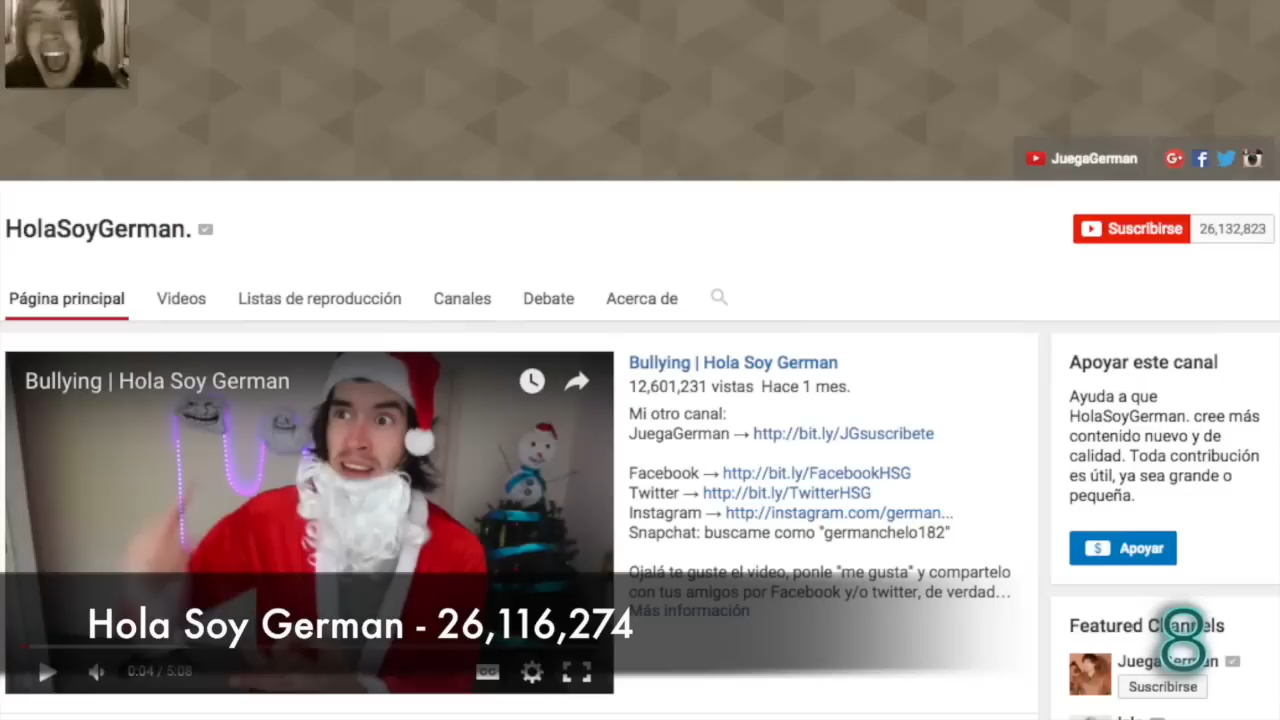 JuegaGerman
HolaSoyGerman.
Suscribirse 26,132,823
Página principal Videos Listas de reproducción Canales Debate Acerca de
Bullying | Hola Soy German
Bullying | Hola Soy German
12,601,231 vistas Hace 1 mes.
Mi otro canal:
JuegaGerman → http://bit.ly/JGsuscribete
Facebook → http://bit.ly/FacebookHSG
Twitter → http://bit.ly/TwitterHSG
Instagram → http://instagram.com/german...
Snapchat: buscame como "germanchelo182"
Ojalá te guste el video, ponle "me gusta" y compartelo
con tus amigos por Facebook y/o twitter, de verdad...
Más información
Hola Soy German - 26,116,274
0:04 / 5:08
CC
Apoyar este canal
Ayuda a que
HolaSoyGerman. cree más
contenido nuevo y de
calidad. Toda contribución
es útil, ya sea grande o
pequeña.
$ Apoyar
Featured Channels
8
JuegaGerman
Suscribirse